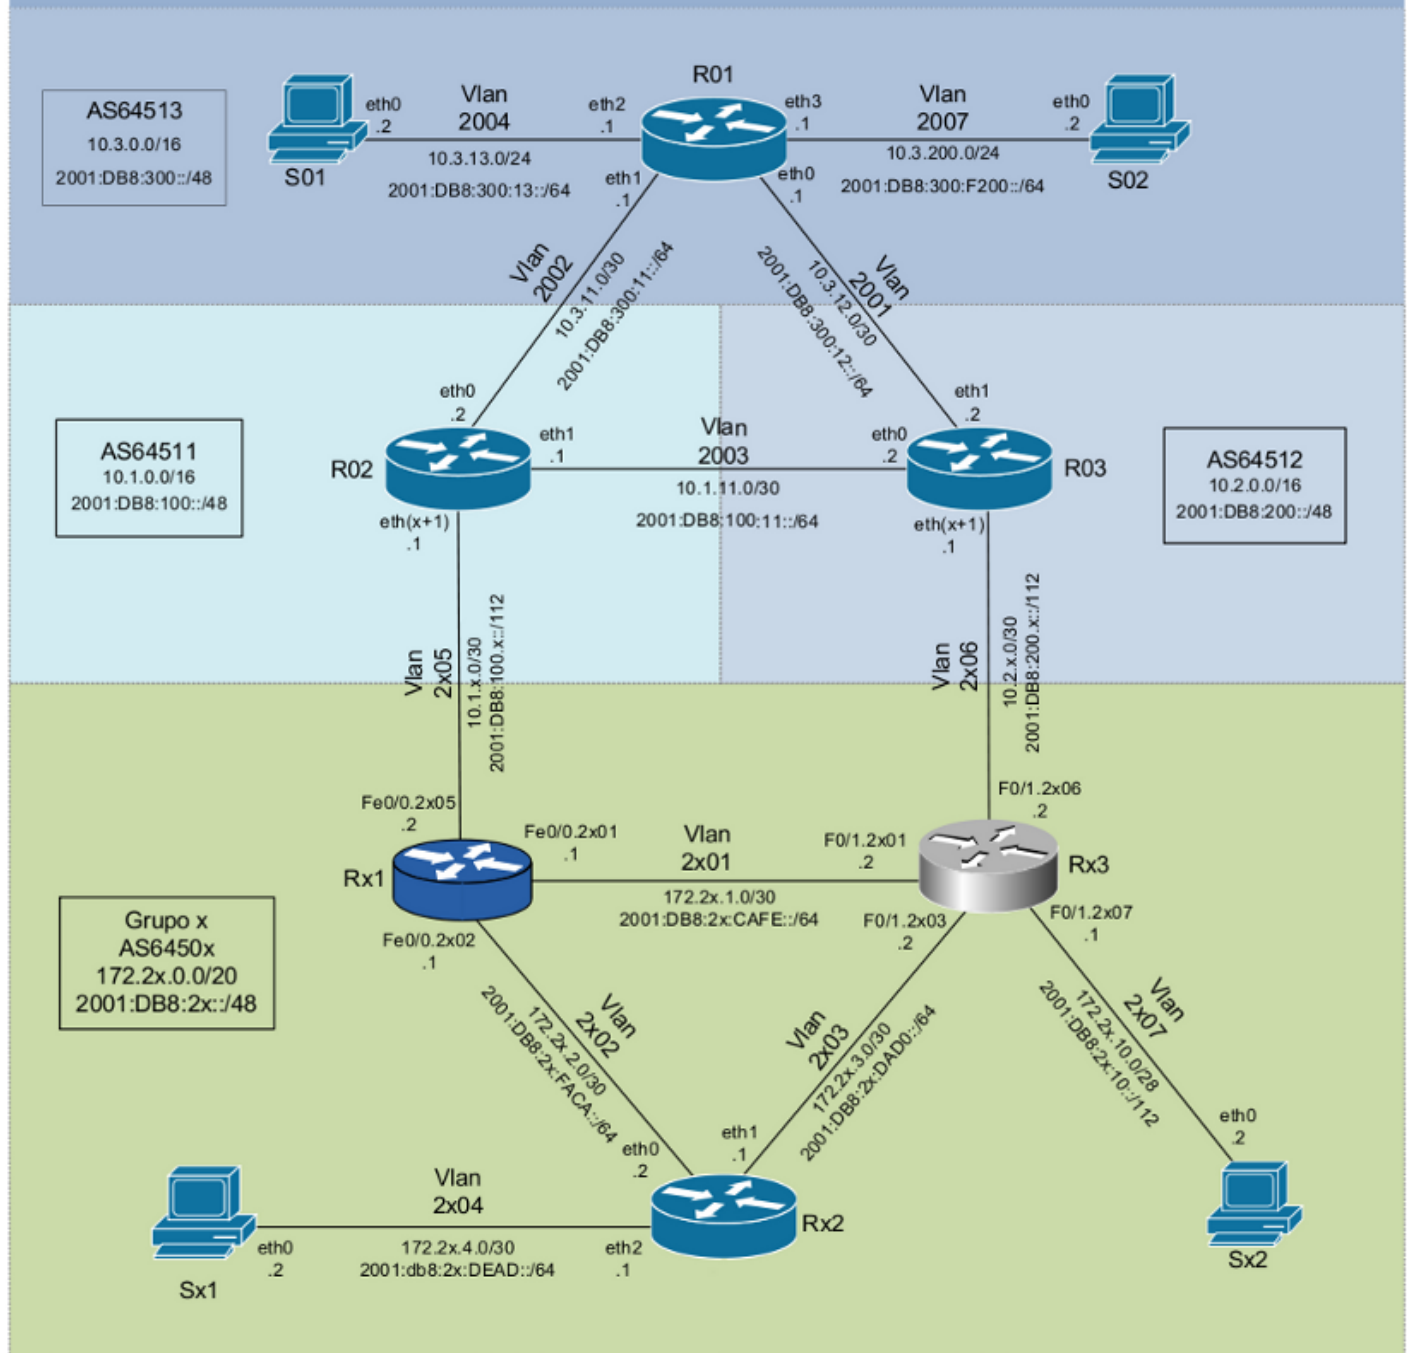 R01
AS64513
10.3.0.0/16
2001:DB8:300::/48
eth0
.2
S01
Vlan
2004
10.3.13.0/24
2001:DB8:300:13::/64
eth2
.1
eth1
.1
eth3
.1
eth0
.1
Vlan
2007
10.3.200.0/24
2001:DB8:300:F200::/64
eth0
.2
S02
Vlan
2002
10.3.11.0/30
2001:DB8:300:11::/64
Vlan
2001
10.3.12.0/30
2001:DB8:300:12::/64
AS64511
10.1.0.0/16
2001:DB8:100::/48
eth0
.2
R02
eth1
.1
eth(x+1)
.1
Vlan
2003
10.1.11.0/30
2001:DB8:100:11::/64
eth1
.2
eth0
.2
R03
eth(x+1)
.1
AS64512
10.2.0.0/16
2001:DB8:200::/48
Vlan
2x05
10.1.x.0/30
2001:DB8:100.x::/112
Vlan
2x06
10.2.x.0/30
2001:DB8:200.x::/112
Fe0/0.2x05
.2
Rx1
Fe0/0.2x01
.1
Fe0/0.2x02
.1
Vlan
2x01
172.2x.1.0/30
2001:DB8:2x:CAFE::/64
F0/1.2x06
.2
F0/1.2x01
.2
Rx3
F0/1.2x03
.2
F0/1.2x07
.1
Grupo x
AS6450x
172.2x.0.0/20
2001:DB8:2x::/48
Vlan
2x02
172.2x.2.0/30
2001:DB8:2x:FACA::/64
Vlan
2x03
172.2x.3.0/30
2001:DB8:2x:DAD0::/64
Vlan
2x07
172.2x.10.0/28
2001:DB8:2x:10::/112
eth0
.2
eth1
.1
Rx2
eth2
.1
Vlan
2x04
172.2x.4.0/30
2001:db8:2x:DEAD::/64
eth0
.2
Sx1
eth0
.2
Sx2